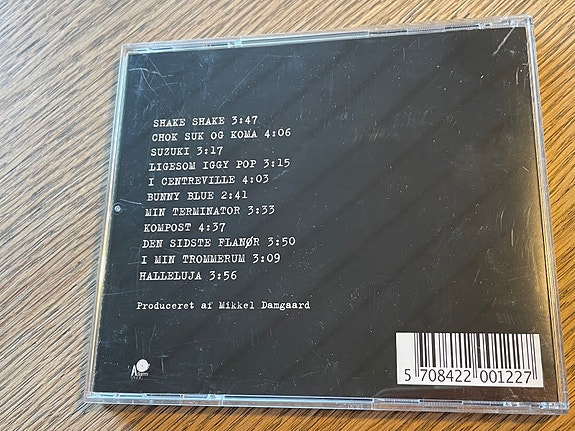 SHAKE SHAKE 3:47
CHOK SUK OG KOMA 4:06
SUZUKI 3:17
LIGESOM IGGY POP 3:15
I CENTREVILLE 4:03
BUNNY BLUE 2:41
MIN TERMINATOR 3:33
KOMPOST 4:37
DEN SIDSTE FLANØR 3:50
I MIN TROMMERUM 3:09
HALLELUJA 3:56
Produceret af Mikkel Damgaard
5 708422 001227